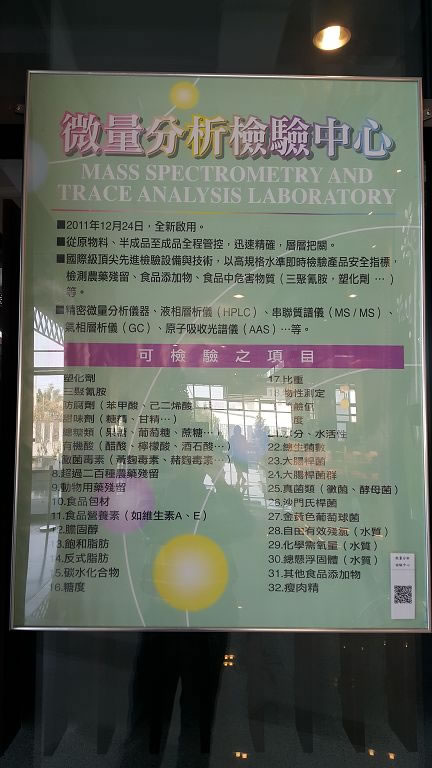 微量分析檢驗中心
MASS SPECTROMETRY AND
TRACE ANALYSIS LABORATORY
■2011年12月24日，全新啟用。
■從原物料、半成品至成品全程管控，迅速精確，層層把關。
■國際級頂尖先進檢驗設備與技術，以高規格水準即時檢驗產品安全指標，
檢測農藥殘留、食品添加物、食品中危害物質（三聚氰胺，塑化劑 … ）
等。
■精密微量分析儀器、液相層析儀（HPLC）、串聯質譜儀（MS / MS）、
氣相層析儀（GC）、原子吸收光譜儀（AAS）…等。
可檢驗之項目
塑化劑
三聚氰胺
防腐劑（苯甲酸、己二烯酸
甜味劑（糖精、甘精…）
糖類（果糖、葡萄糖、蔗糖…
有機酸（醋酸、檸檬酸、酒石酸…
黴菌毒素（黃麴毒素、赭麴毒素…
8.超過二百種農藥殘留
9.動物用藥殘留
10.食品包材
11.食品營養素（如維生素A、E）
2.膽固醇
13.飽和脂肪
14.反式脂肪
15.碳水化合物
16.糖度
17.比重
18.物性測定
度
21.水分、水活性
22.總生菌數
23.大腸桿菌
24.大腸桿菌群
25.真菌類（黴菌、酵母菌）
26.沙門氏桿菌
27.金黃色葡萄球菌
28.自由有效殘氯（水質）
29.化學需氧量（水質）
30.總懸浮固體（水質）
31.其他食品添加物
32.瘦肉精